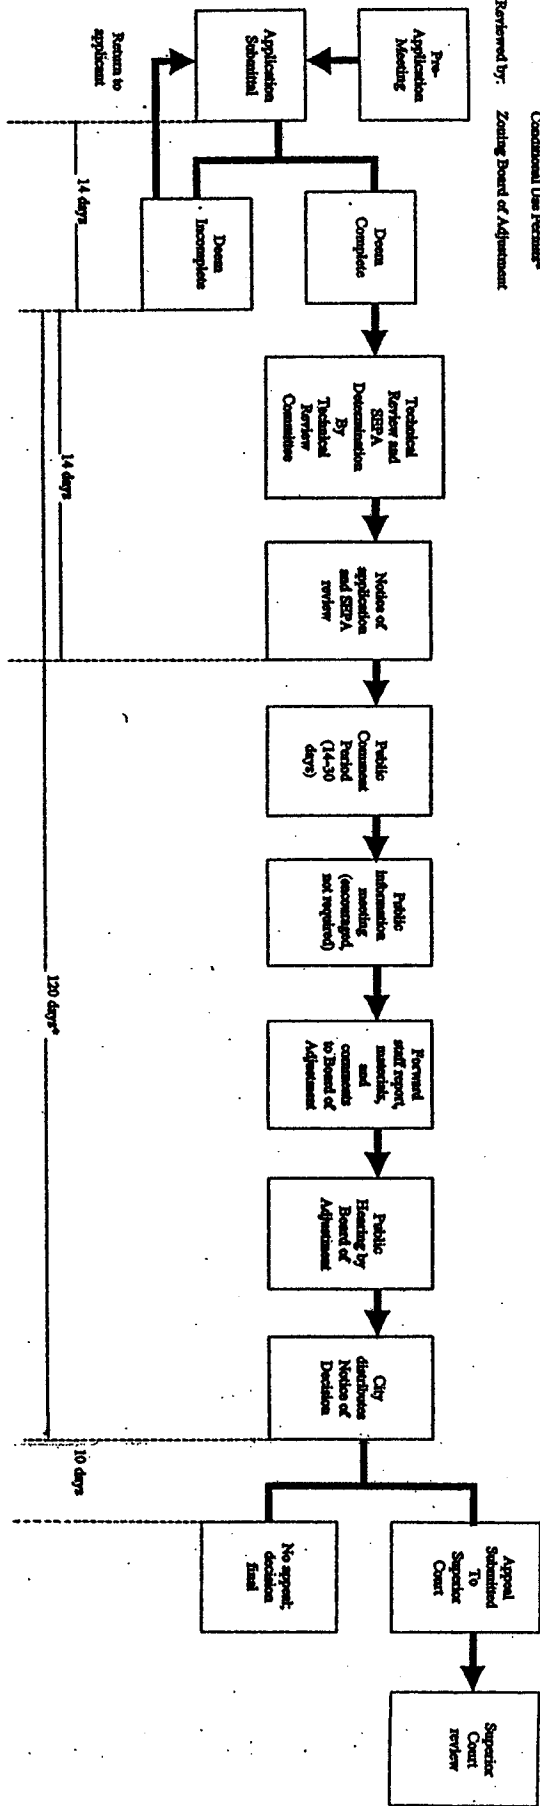 Conditional Use Permits*
Reviewed by: Zoning Board of Adjustment
Pre-
Application
Meeting
Application
Submittal
Return to
applicant
Deem
Complete
Deem
Incomplete
14 days
Technical
Review and
SEPA
Determination
By
Technical
Review
Committee
Notice of
application
and SEPA
review
14 days
Public
Comment
Period
(14-30
days)
Public
information
meeting
(encouraged,
not required)
Forward
staff report,
materials,
and
comments
to Board of
Adjustment
Public
Hearing by
Board of
Adjustment
City
distributes
Notice of
Decision
120 days*
10 days
Appeal
Submitted
To
Superior
Court
No appeal;
decision
final
Superior
Court
review